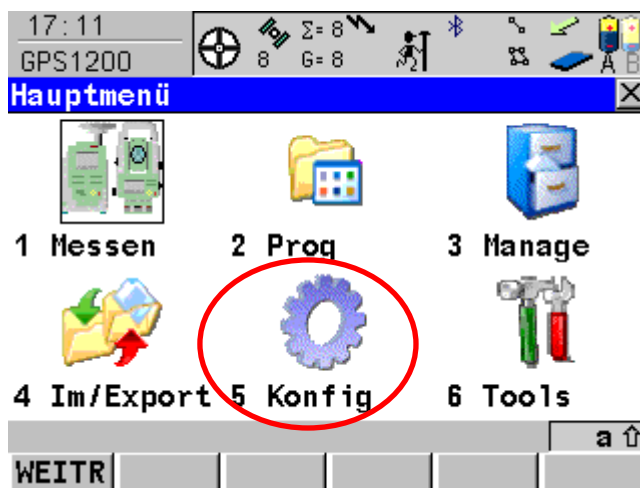 17:11
GPS1200
Σ= 8
8 G= 8
A B
Hauptmenü
1 Messen 2 Prog 3 Manage
4 Im/Export 5 Konfig 6 Tools
a
WEITR